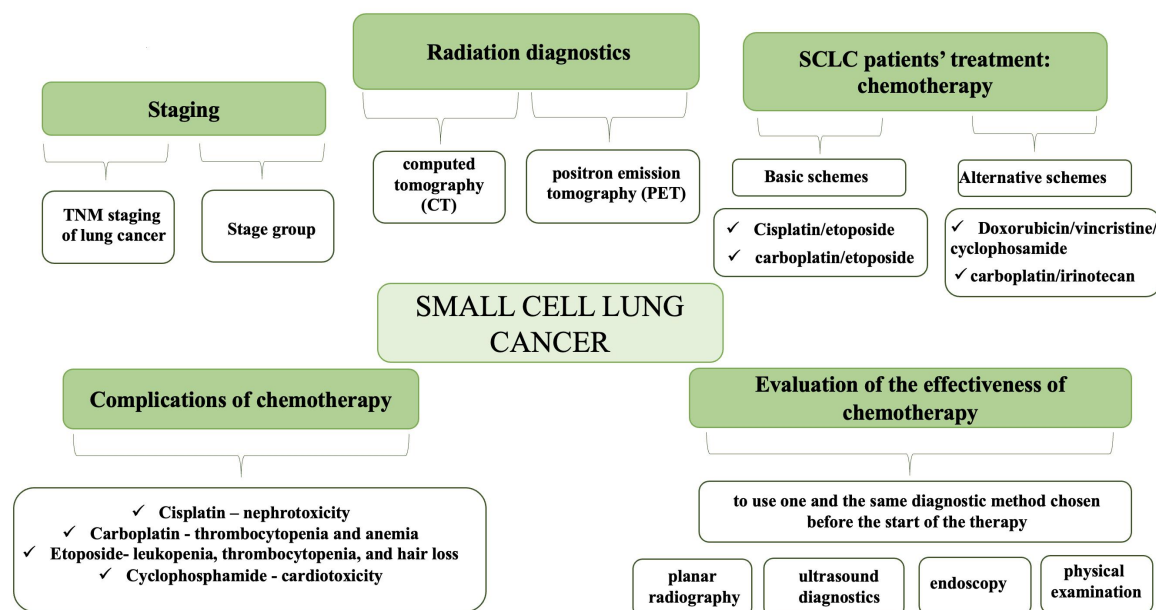 Radiation diagnostics
SCLC patients' treatment:
chemotherapy
Staging
computed
tomography
(CT)
positron emission
tomography (PET)
Basic schemes
Alternative schemes
TNM staging
of lung cancer
Stage group
✓ Cisplatin/etoposide
✓ carboplatin/etoposide
✓ Doxorubicin/vincristine/
cyclophosamide
✓ carboplatin/irinotecan
SMALL CELL LUNG
CANCER
Complications of chemotherapy
Evaluation of the effectiveness of
chemotherapy
✓ Cisplatin – nephrotoxicity
✓ Carboplatin - thrombocytopenia and anemia
✓ Etoposide- leukopenia, thrombocytopenia, and hair loss
✓ Cyclophosphamide - cardiotoxicity
to use one and the same diagnostic method chosen
before the start of the therapy
planar
radiography
ultrasound
diagnostics
endoscopy
physical
examination